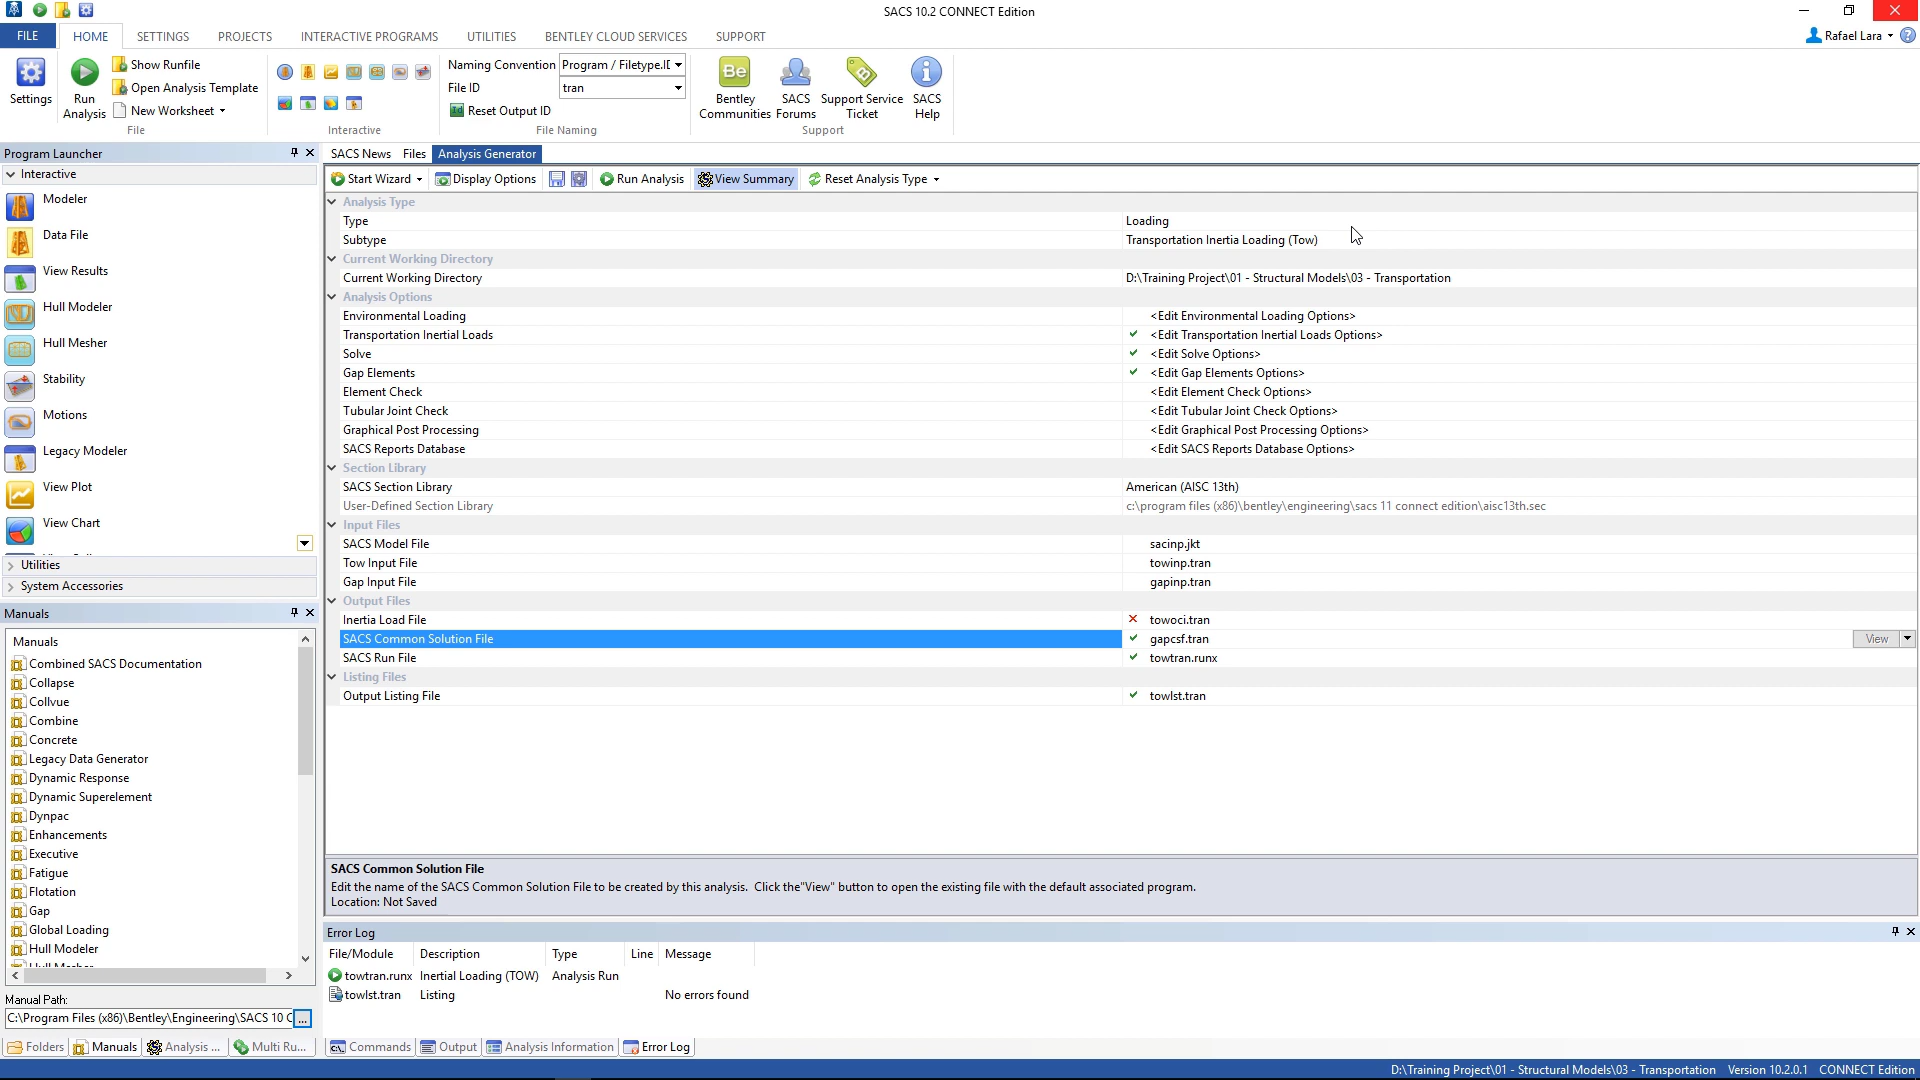 SACS 10.2 CONNECT Edition
FILE HOME SETTINGS PROJECTS INTERACTIVE PROGRAMS UTILITIES BENTLEY CLOUD SERVICES SUPPORT Rafael Lara
Settings
Run Analysis
Show Runfile
Open Analysis Template
New Worksheet
File
Interactive
Naming Convention Program / Filetype.IL
File ID tran
Reset Output ID
File Naming
Bentley Communities
SACS Forums
Support Service Ticket
SACS Help
Support
Program Launcher
Interactive
Modeler
Data File
View Results
Hull Modeler
Hull Mesher
Stability
Motions
Legacy Modeler
View Plot
View Chart
Utilities
System Accessories
Manuals
Manuals
Combined SACS Documentation
Collapse
Collvue
Combine
Concrete
Legacy Data Generator
Dynamic Response
Dynamic Superelement
Dynpac
Enhancements
Executive
Fatigue
Flotation
Gap
Global Loading
Hull Modeler
Manual Path:
C:\Program Files (x86)\Bentley\Engineering\SACS 10 C ...
Folders Manuals Analysis ... Multi Ru...
SACS News Files Analysis Generator
Start Wizard Display Options Run Analysis View Summary Reset Analysis Type
Analysis Type
Type Loading
Subtype Transportation Inertia Loading (Tow)
Current Working Directory
Current Working Directory D:\Training Project\01 - Structural Models\03 - Transportation
Analysis Options
Environmental Loading <Edit Environmental Loading Options>
Transportation Inertial Loads <Edit Transportation Inertial Loads Options>
Solve <Edit Solve Options>
Gap Elements <Edit Gap Elements Options>
Element Check <Edit Element Check Options>
Tubular Joint Check <Edit Tubular Joint Check Options>
Graphical Post Processing <Edit Graphical Post Processing Options>
SACS Reports Database <Edit SACS Reports Database Options>
Section Library
SACS Section Library American (AISC 13th)
User-Defined Section Library c:\program files (x86)\bentley\engineering\sacs 11 connect edition\aisc13th.sec
Input Files
SACS Model File sacinp.jkt
Tow Input File towinp.tran
Gap Input File gapinp.tran
Output Files
Inertia Load File towoci.tran
SACS Common Solution File gapcsf.tran View
SACS Run File towtran.runx
Listing Files
Output Listing File towlst.tran
SACS Common Solution File
Edit the name of the SACS Common Solution File to be created by this analysis. Click the"View" button to open the existing file with the default associated program.
Location: Not Saved
Error Log
File/Module Description Type Line Message
towtran.runx Inertial Loading (TOW) Analysis Run
towlst.tran Listing No errors found
Commands Output Analysis Information Error Log
D:\Training Project\01 - Structural Models\03 - Transportation Version 10.2.0.1 CONNECT Edition